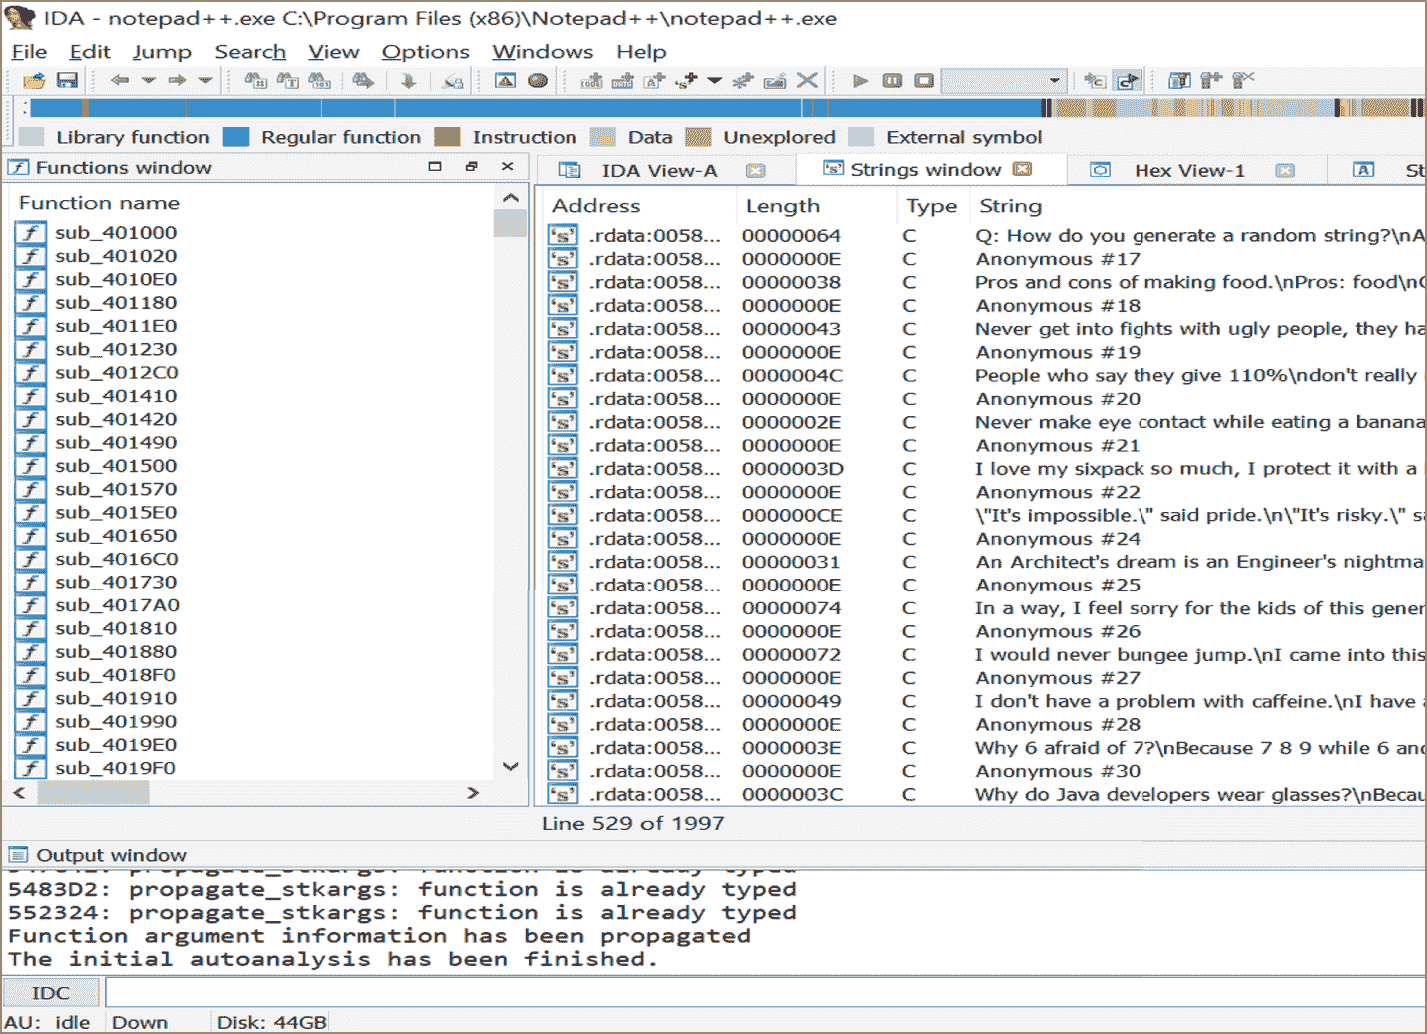 IDA - notepad++.exe C:\Program Files (x86)\Notepad++\notepad++.exe
File Edit Jump Search View Options Windows Help
Library function Regular function Instruction Data Unexplored External symbol
Functions window
IDA View-A Strings window Hex View-1 St
Function name
sub_401000
sub_401020
sub_4010E0
sub_401180
sub_4011E0
sub_401230
sub_4012C0
sub_401410
sub_401420
sub_401490
sub_401500
sub_401570
sub_4015E0
sub_401650
sub_4016C0
sub_401730
sub_4017A0
sub_401810
sub_401880
sub_4018F0
sub_401910
sub_401990
sub_4019E0
sub_4019F0
Address Length Type String
.rdata:0058... 00000064 C Q: How do you generate a random string?\nA
.rdata:0058... 0000000E C Anonymous #17
.rdata:0058... 00000038 C Pros and cons of making food.\nPros: food\nC
.rdata:0058... 0000000E C Anonymous #18
.rdata:0058... 00000043 C Never get into fights with ugly people, they ha
.rdata:0058... 0000000E C Anonymous #19
.rdata:0058... 0000004C C People who say they give 110%\ndon't really
.rdata:0058... 0000000E C Anonymous #20
.rdata:0058... 0000002E C Never make eye contact while eating a banana
.rdata:0058... 0000000E C Anonymous #21
.rdata:0058... 0000003D C I love my sixpack so much, I protect it with a
.rdata:0058... 0000000E C Anonymous #22
.rdata:0058... 000000CE C \"It's impossible.\" said pride.\n\"It's risky.\" sa
.rdata:0058... 0000000E C Anonymous #24
.rdata:0058... 00000031 C An Architect's dream is an Engineer's nightma
.rdata:0058... 0000000E C Anonymous #25
.rdata:0058... 00000074 C In a way, I feel sorry for the kids of this gener
.rdata:0058... 0000000E C Anonymous #26
.rdata:0058... 00000072 C I would never bungee jump.\nI came into this
.rdata:0058... 0000000E C Anonymous #27
.rdata:0058... 00000049 C I don't have a problem with caffeine.\nI have a
.rdata:0058... 0000000E C Anonymous #28
.rdata:0058... 0000003E C Why 6 afraid of 7?\nBecause 7 8 9 while 6 and
.rdata:0058... 0000000E C Anonymous #30
.rdata:0058... 0000003C C Why do Java developers wear glasses?\nBecau
Line 529 of 1997
Output window
5483D2: propagate_stkargs: function is already typed
552324: propagate_stkargs: function is already typed
Function argument information has been propagated
The initial autoanalysis has been finished.
IDC
AU: idle Down Disk: 44GB